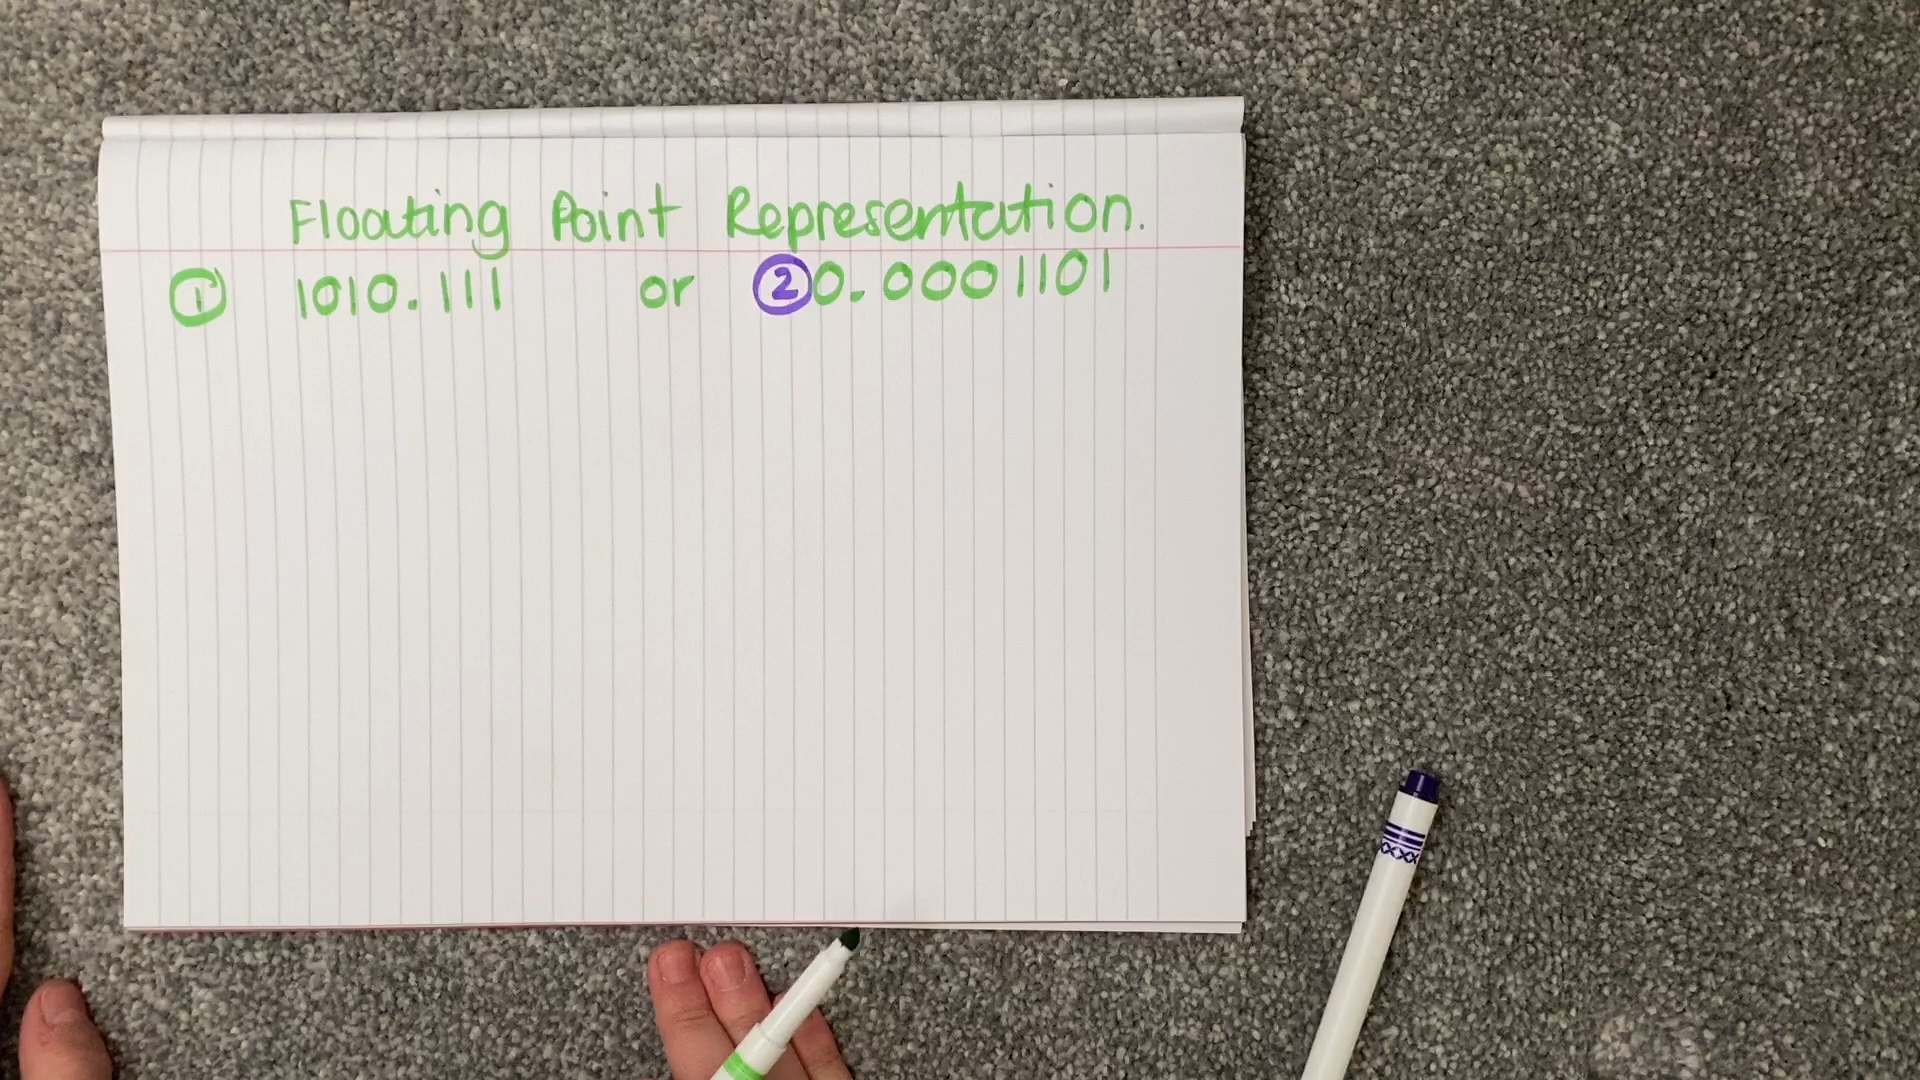 Floating Point Representation.
① 1010.111 or ② 0.0001101